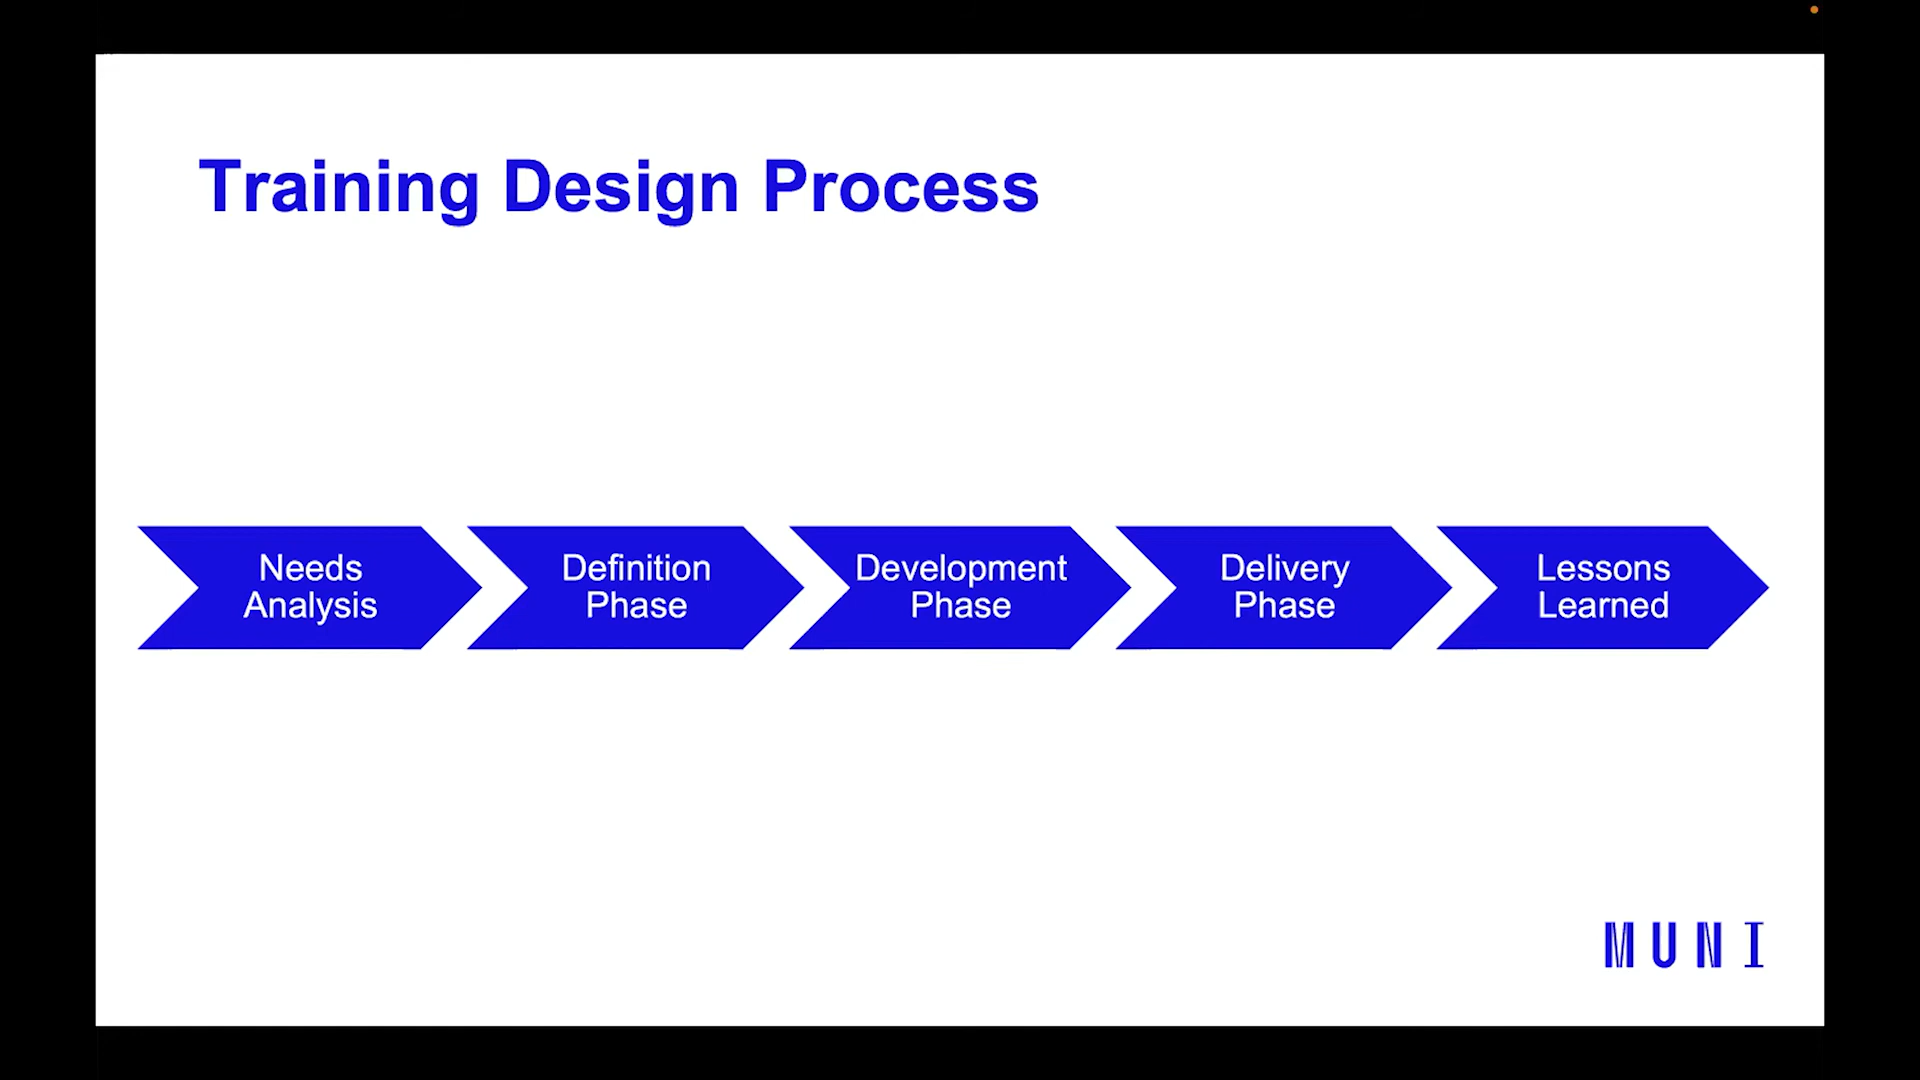 Training Design Process
Needs
Analysis
Definition
Phase
Development
Phase
Delivery
Phase
Lessons
Learned
MUNI